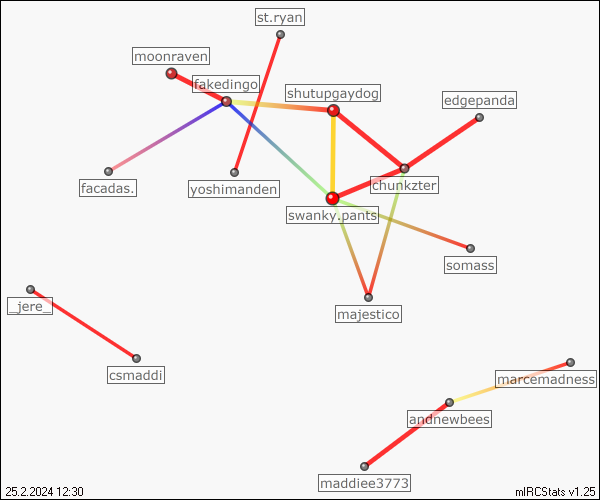 st.ryan
moonraven
fakedingo
shutupgaydog
edgepanda
facadas.
yoshimanden
chunkzter
swanky.pants
somass
_jere_
majestico
csmaddi
marcemadness
andnewbees
maddiee3773
25.2.2024 12:30
mIRCStats v1.25